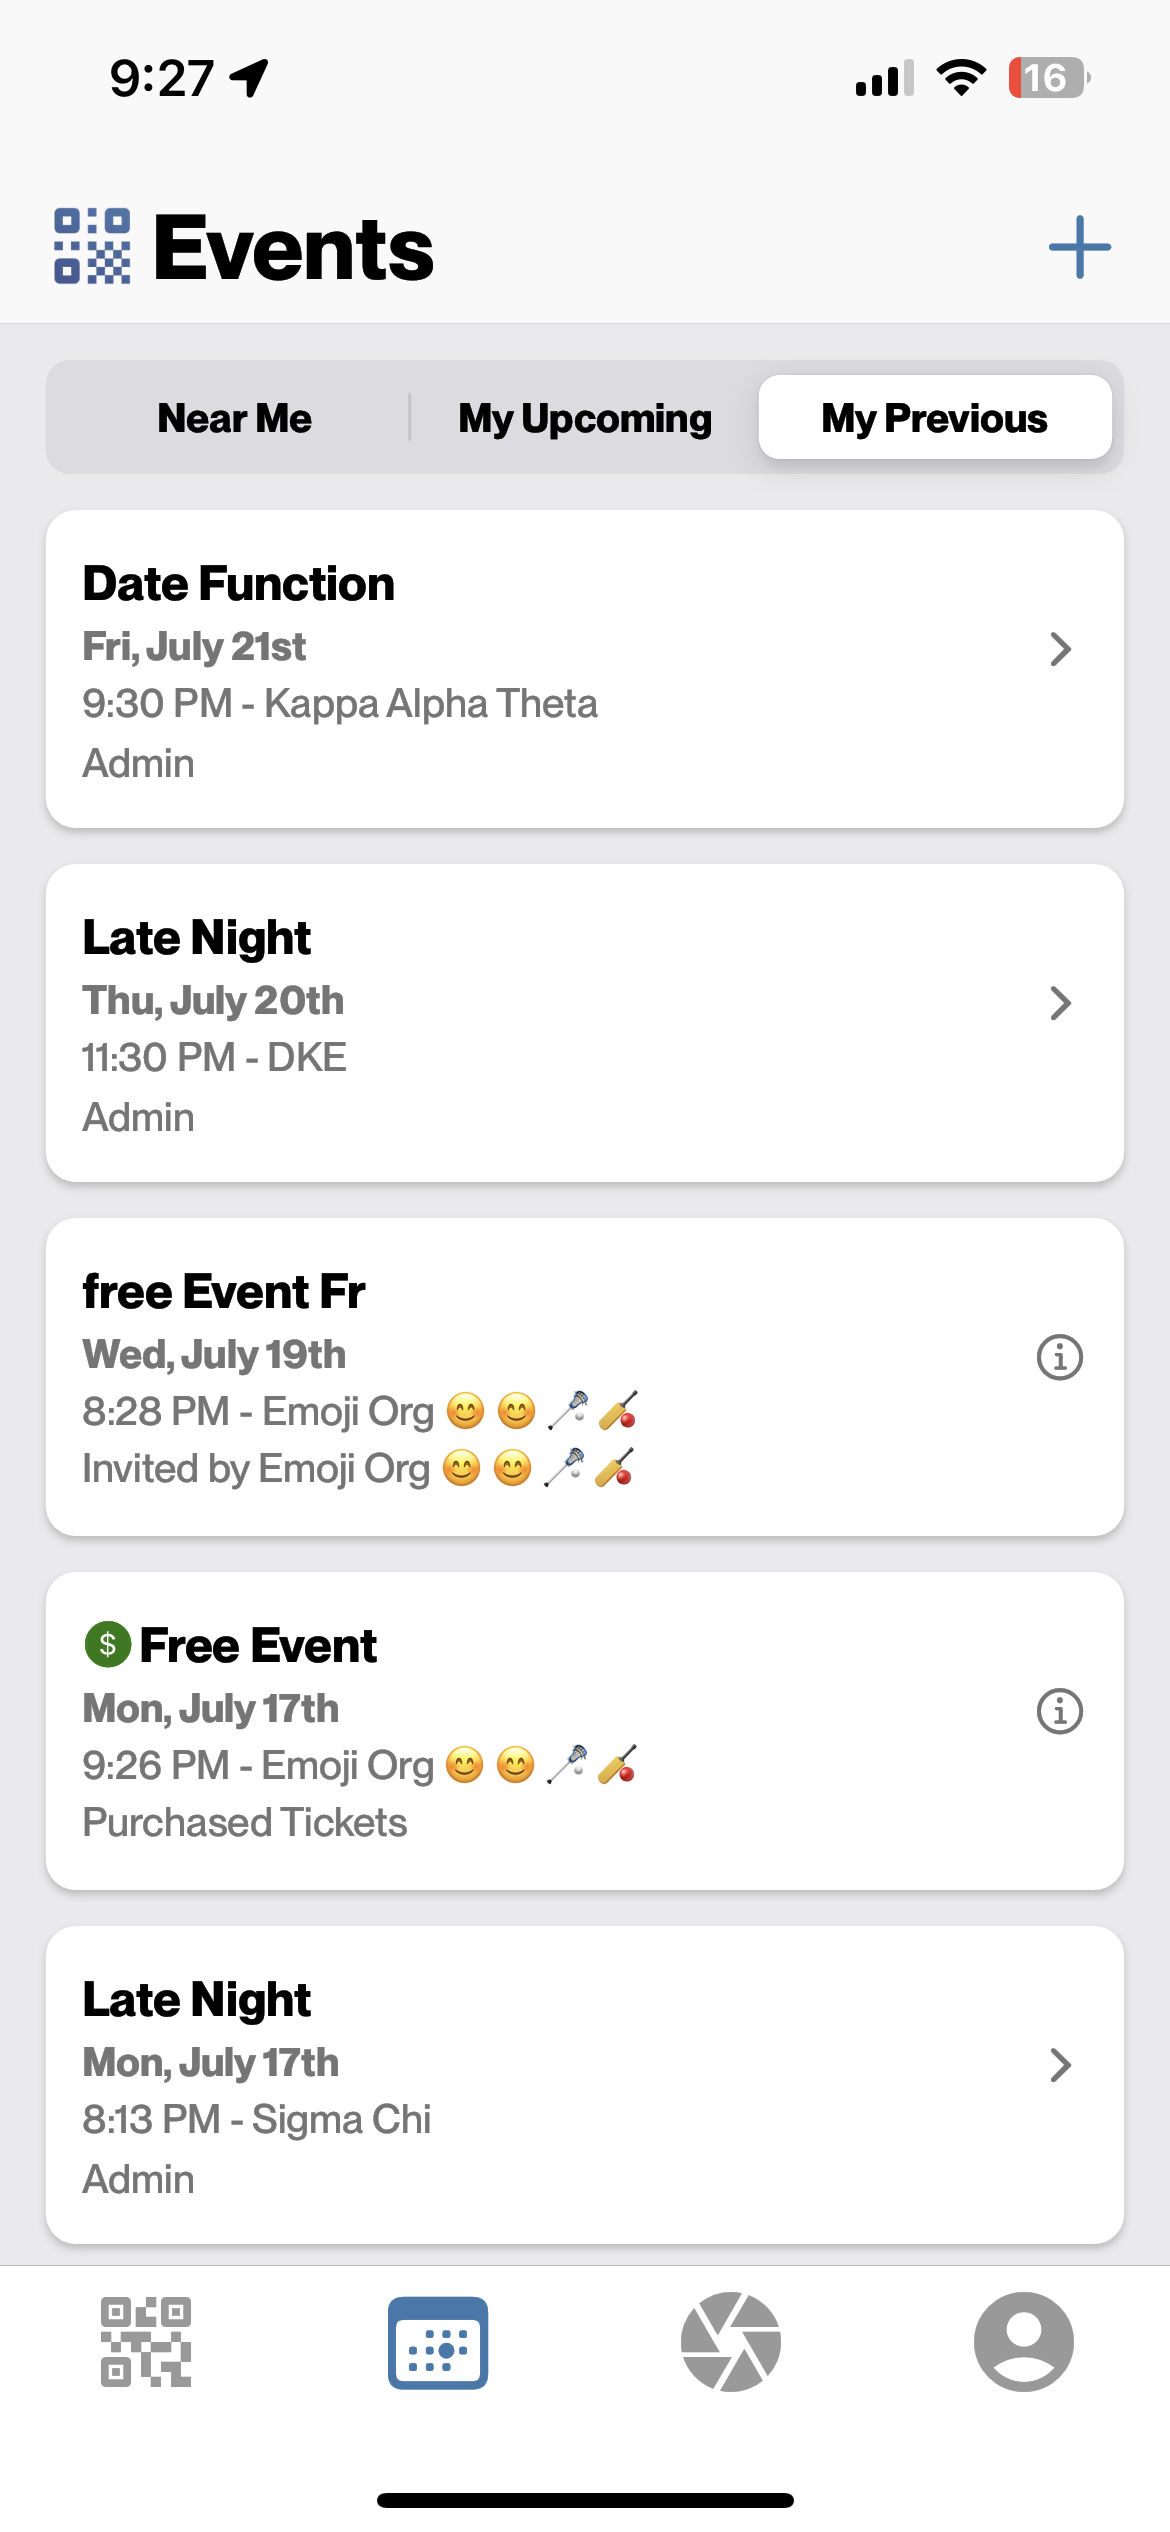 9:27
16
Events
Near Me
My Upcoming
My Previous
Date Function
Fri, July 21st
9:30 PM - Kappa Alpha Theta
Admin
Late Night
Thu, July 20th
11:30 PM - DKE
Admin
free Event Fr
Wed, July 19th
8:28 PM - Emoji Org 😊 😊 🥍 🏏
Invited by Emoji Org 😊 😊 🥍 🏏
$ Free Event
Mon, July 17th
9:26 PM - Emoji Org 😊 😊 🥍 🏏
Purchased Tickets
Late Night
Mon, July 17th
8:13 PM - Sigma Chi
Admin